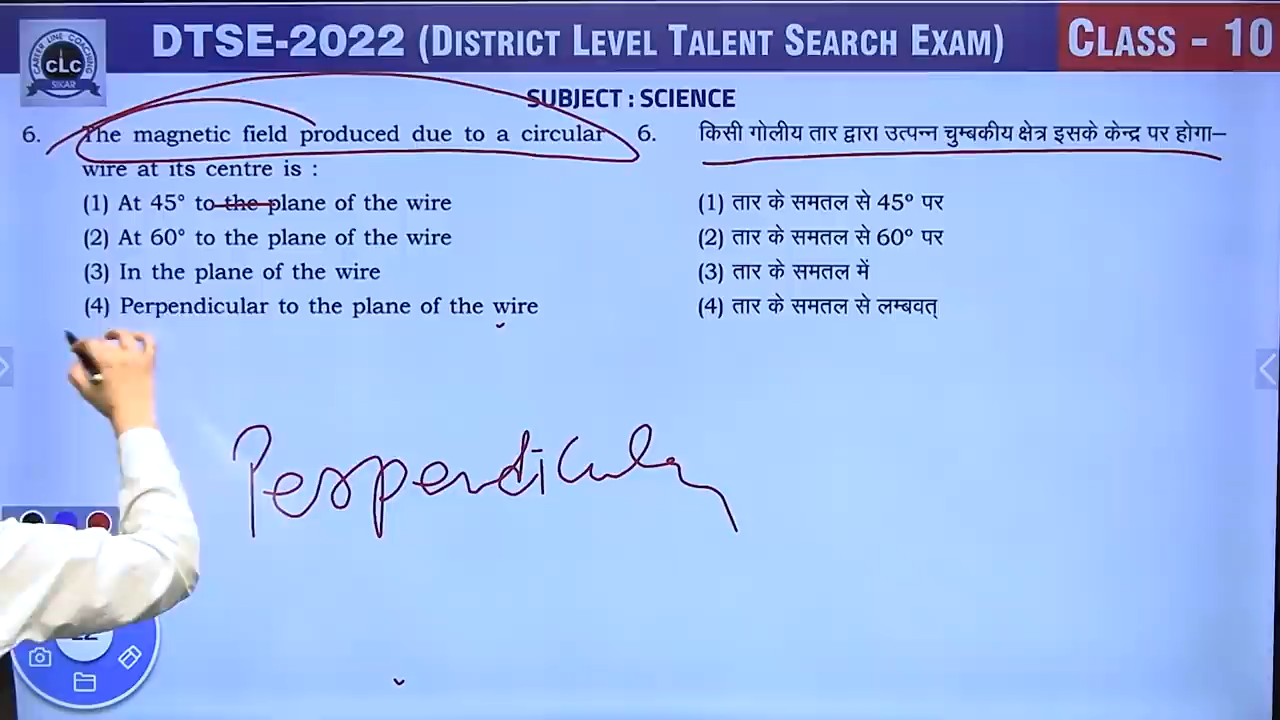 CAREER LINE COACHING
CLC
SIKAR
DTSE-2022 (DISTRICT LEVEL TALENT SEARCH EXAM)
CLASS - 10
SUBJECT : SCIENCE
6. The magnetic field produced due to a circular
wire at its centre is :
(1) At 45° to the plane of the wire
(2) At 60° to the plane of the wire
(3) In the plane of the wire
(4) Perpendicular to the plane of the wire
6. किसी गोलीय तार द्वारा उत्पन्न चुम्बकीय क्षेत्र इसके केन्द्र पर होगा–
(1) तार के समतल से 45° पर
(2) तार के समतल से 60° पर
(3) तार के समतल में
(4) तार के समतल से लम्बवत्
Perpendicular